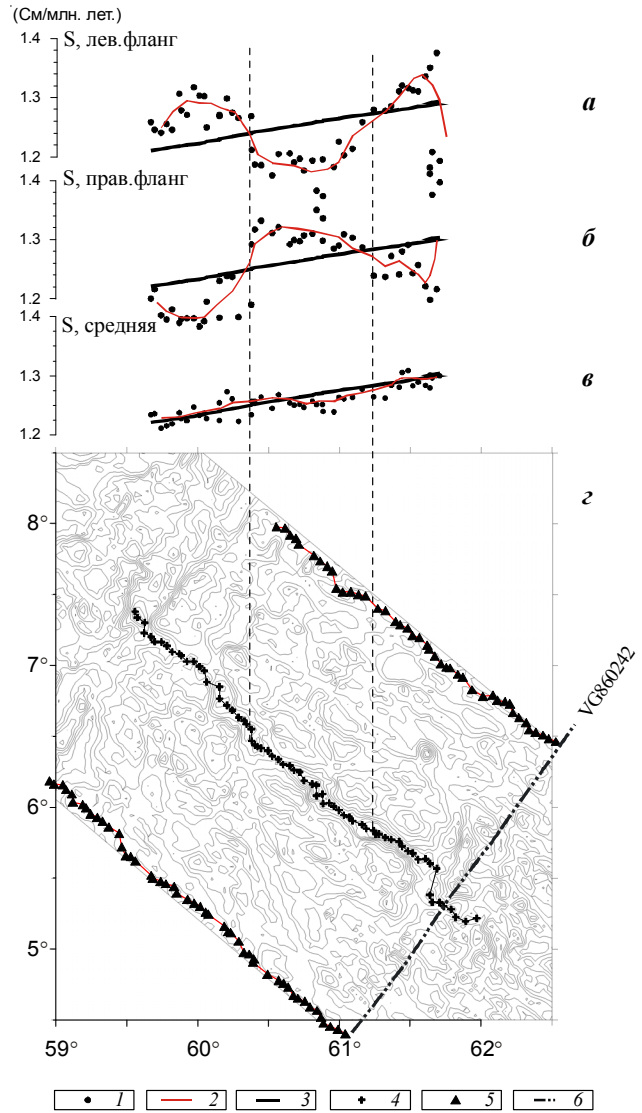 (См/млн. лет.)
1.4
S, лев.фланг
1.3
а
1.2
1.4
S, прав.фланг
1.3
б
1.2
1.4
S, средняя
1.3
в
1.2
г
8°
7°
VG860242
6°
5°
59° 60° 61° 62°
1 2 3 4 5 6